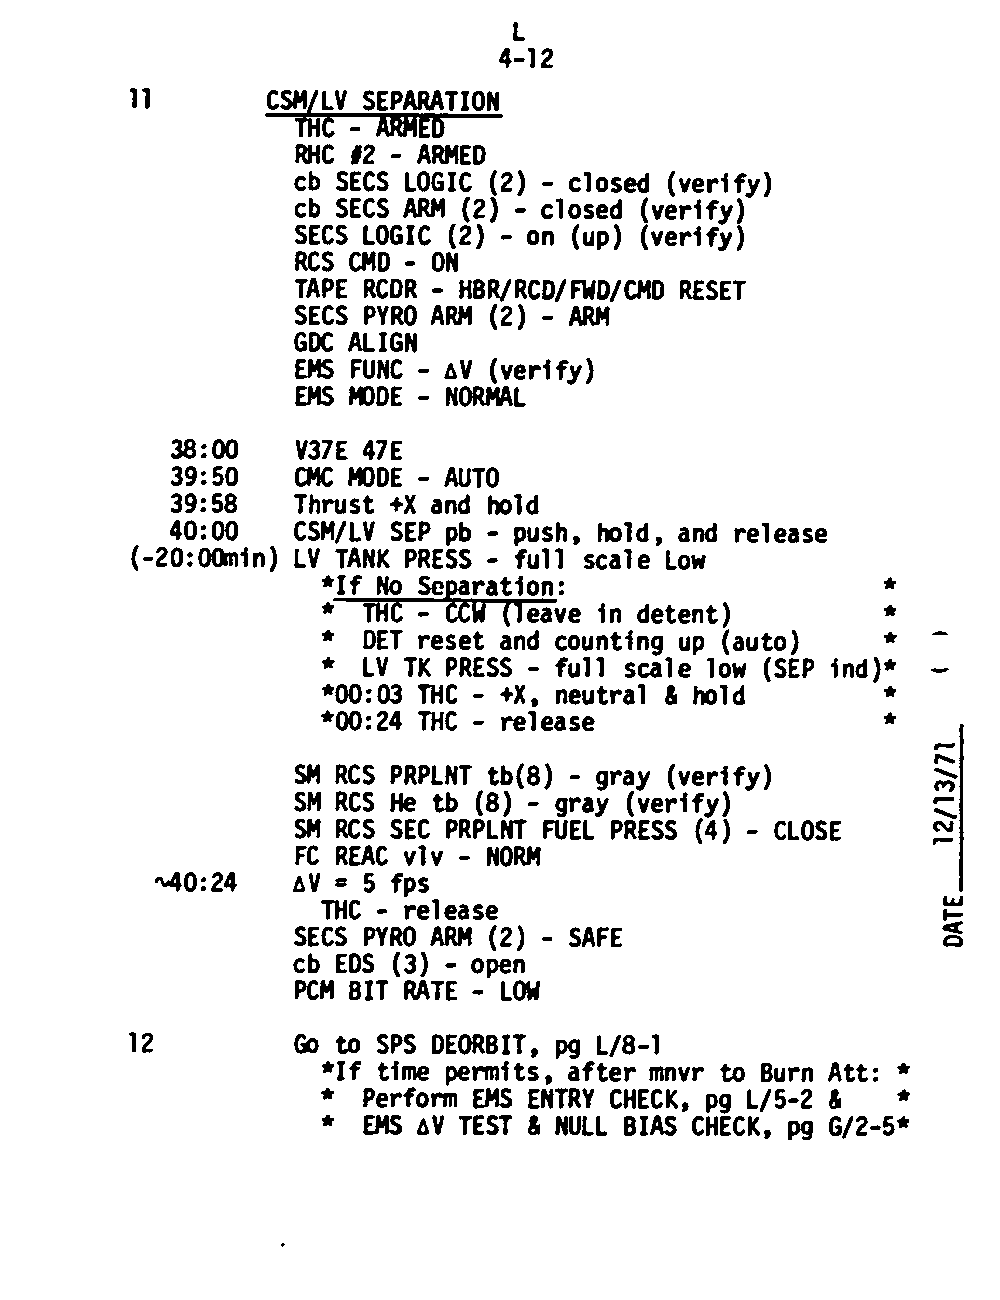 L
4-12
11 CSM/LV SEPARATION
THC - ARMED
RHC #2 - ARMED
cb SECS LOGIC (2) - closed (verify)
cb SECS ARM (2) - closed (verify)
SECS LOGIC (2) - on (up) (verify)
RCS CMD - ON
TAPE RCDR - HBR/RCD/FWD/CMD RESET
SECS PYRO ARM (2) - ARM
GDC ALIGN
EMS FUNC - ΔV (verify)
EMS MODE - NORMAL
38:00 V37E 47E
39:50 CMC MODE - AUTO
39:58 Thrust +X and hold
40:00 CSM/LV SEP pb - push, hold, and release
(-20:00min) LV TANK PRESS - full scale Low
*If No Separation: *
* THC - CCW (leave in detent) *
* DET reset and counting up (auto) *
* LV TK PRESS - full scale low (SEP ind)*
*00:03 THC - +X, neutral & hold *
*00:24 THC - release *
SM RCS PRPLNT tb(8) - gray (verify)
SM RCS He tb (8) - gray (verify)
SM RCS SEC PRPLNT FUEL PRESS (4) - CLOSE
FC REAC vlv - NORM
~40:24 ΔV = 5 fps
THC - release
SECS PYRO ARM (2) - SAFE
cb EDS (3) - open
PCM BIT RATE - LOW
12 Go to SPS DEORBIT, pg L/8-1
*If time permits, after mnvr to Burn Att: *
* Perform EMS ENTRY CHECK, pg L/5-2 & *
* EMS ΔV TEST & NULL BIAS CHECK, pg G/2-5*
DATE 12/13/71